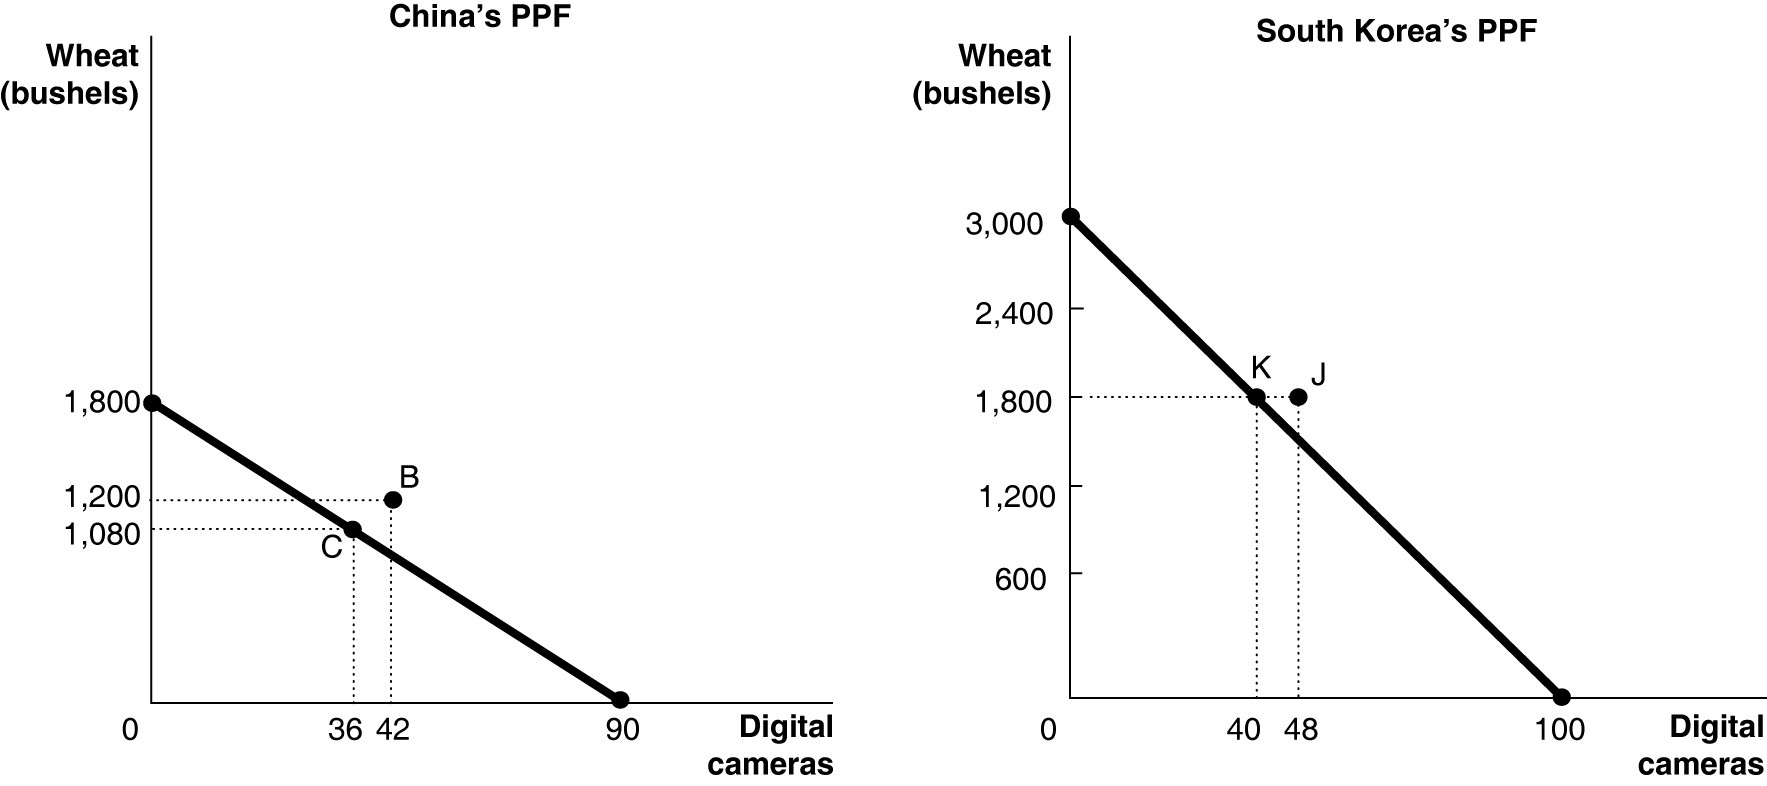 China’s PPF
Wheat
(bushels)
1,800
1,200
1,080
B
C
0
36
42
90
Digital
cameras
South Korea’s PPF
Wheat
(bushels)
3,000
2,400
1,800
1,200
600
K
J
0
40
48
100
Digital
cameras